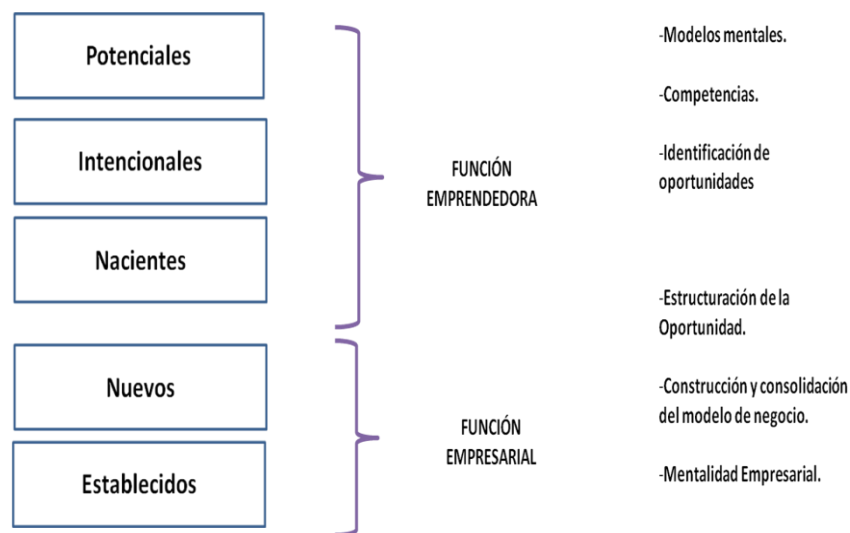 Potenciales
Intencionales
Nacientes
Nuevos
Establecidos
FUNCIÓN
EMPRENDEDORA
FUNCIÓN
EMPRESARIAL
-Modelos mentales.
-Competencias.
-Identificación de
oportunidades
-Estructuración de la
Oportunidad.
-Construcción y consolidación
del modelo de negocio.
-Mentalidad Empresarial.